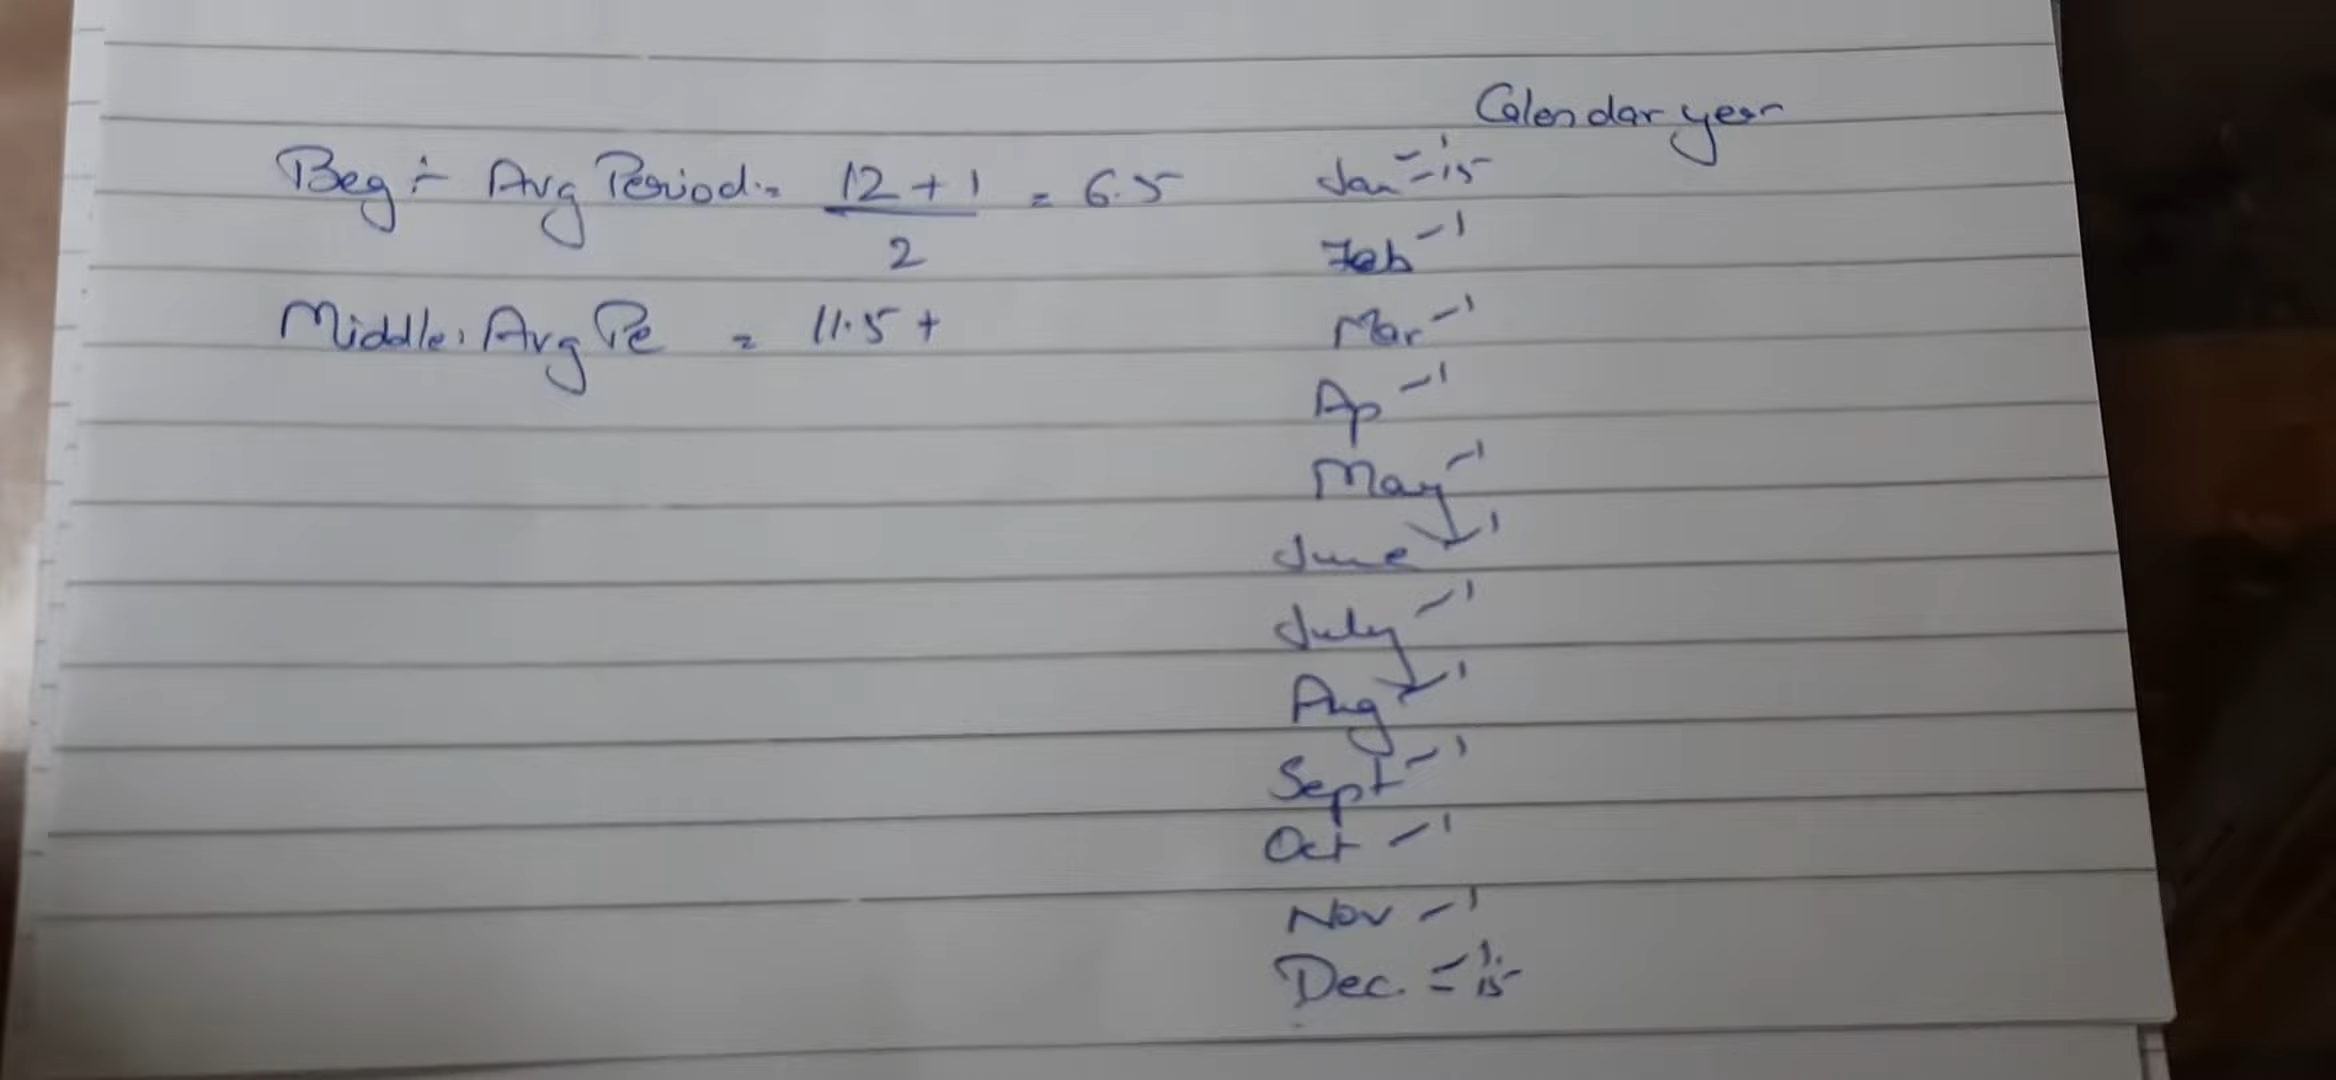 Calendar year
Beg :- Avg Period = 12 + 1 = 6.5
2
Middle: Avg Pe = 11.5 +
Jan - 1
- 15
Feb - 1
Mar - 1
Ap - 1
May - 1
June - 1
July - 1
Aug - 1
Sept - 1
Oct - 1
Nov - 1
Dec. - 1.
- 15